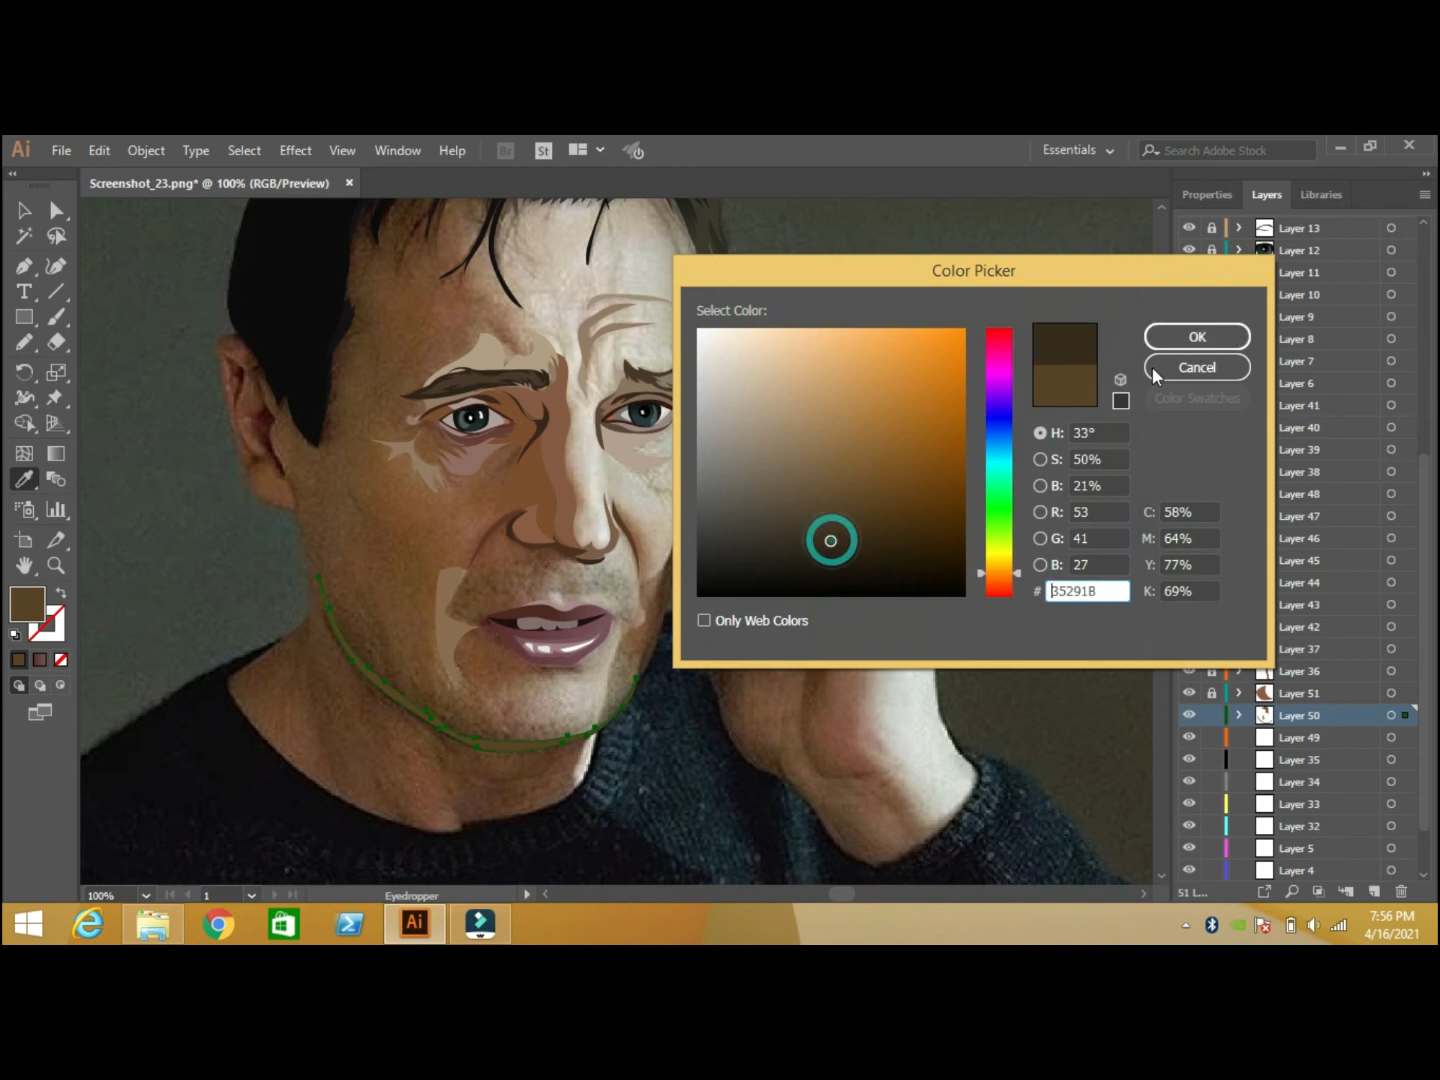 Ai File Edit Object Type Select Effect View Window Help Br St Essentials Search Adobe Stock
Screenshot_23.png* @ 100% (RGB/Preview) Properties Layers Libraries
Color Picker
Select Color:
OK
Cancel
Color Swatches
H: 33°
S: 50%
B: 21%
R: 53 C: 58%
G: 41 M: 64%
B: 27 Y: 77%
# 35291B K: 69%
Only Web Colors
Layer 13
Layer 12
Layer 11
Layer 10
Layer 9
Layer 8
Layer 7
Layer 6
Layer 41
Layer 40
Layer 39
Layer 38
Layer 48
Layer 47
Layer 46
Layer 45
Layer 44
Layer 43
Layer 42
Layer 37
Layer 36
Layer 51
Layer 50
Layer 49
Layer 35
Layer 34
Layer 33
Layer 32
Layer 5
Layer 4
100% 1 Eyedropper 51 L...
Ai 7:56 PM
4/16/2021